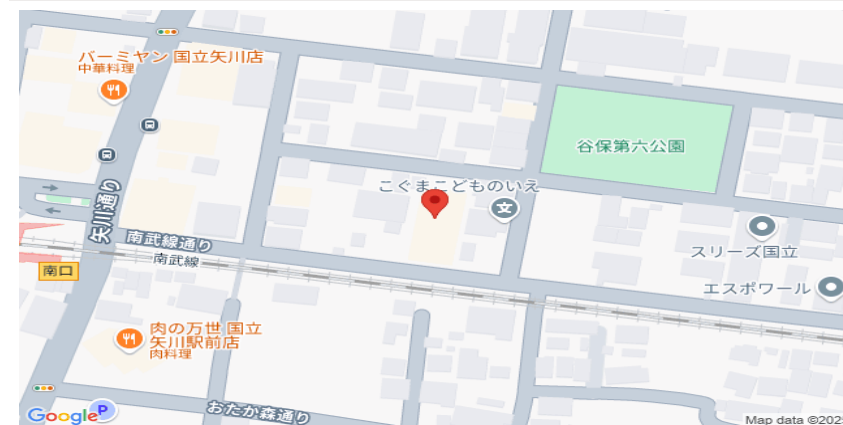 バーミヤン 国立矢川店
中華料理
谷保第六公園
こぐまこどものいえ
文
矢川通り
南武線通り
南武線
スリーズ国立
南口
エスポワール
肉の万世 国立
矢川駅前店
肉料理
おたか森通り
Google
P
Map data ©202